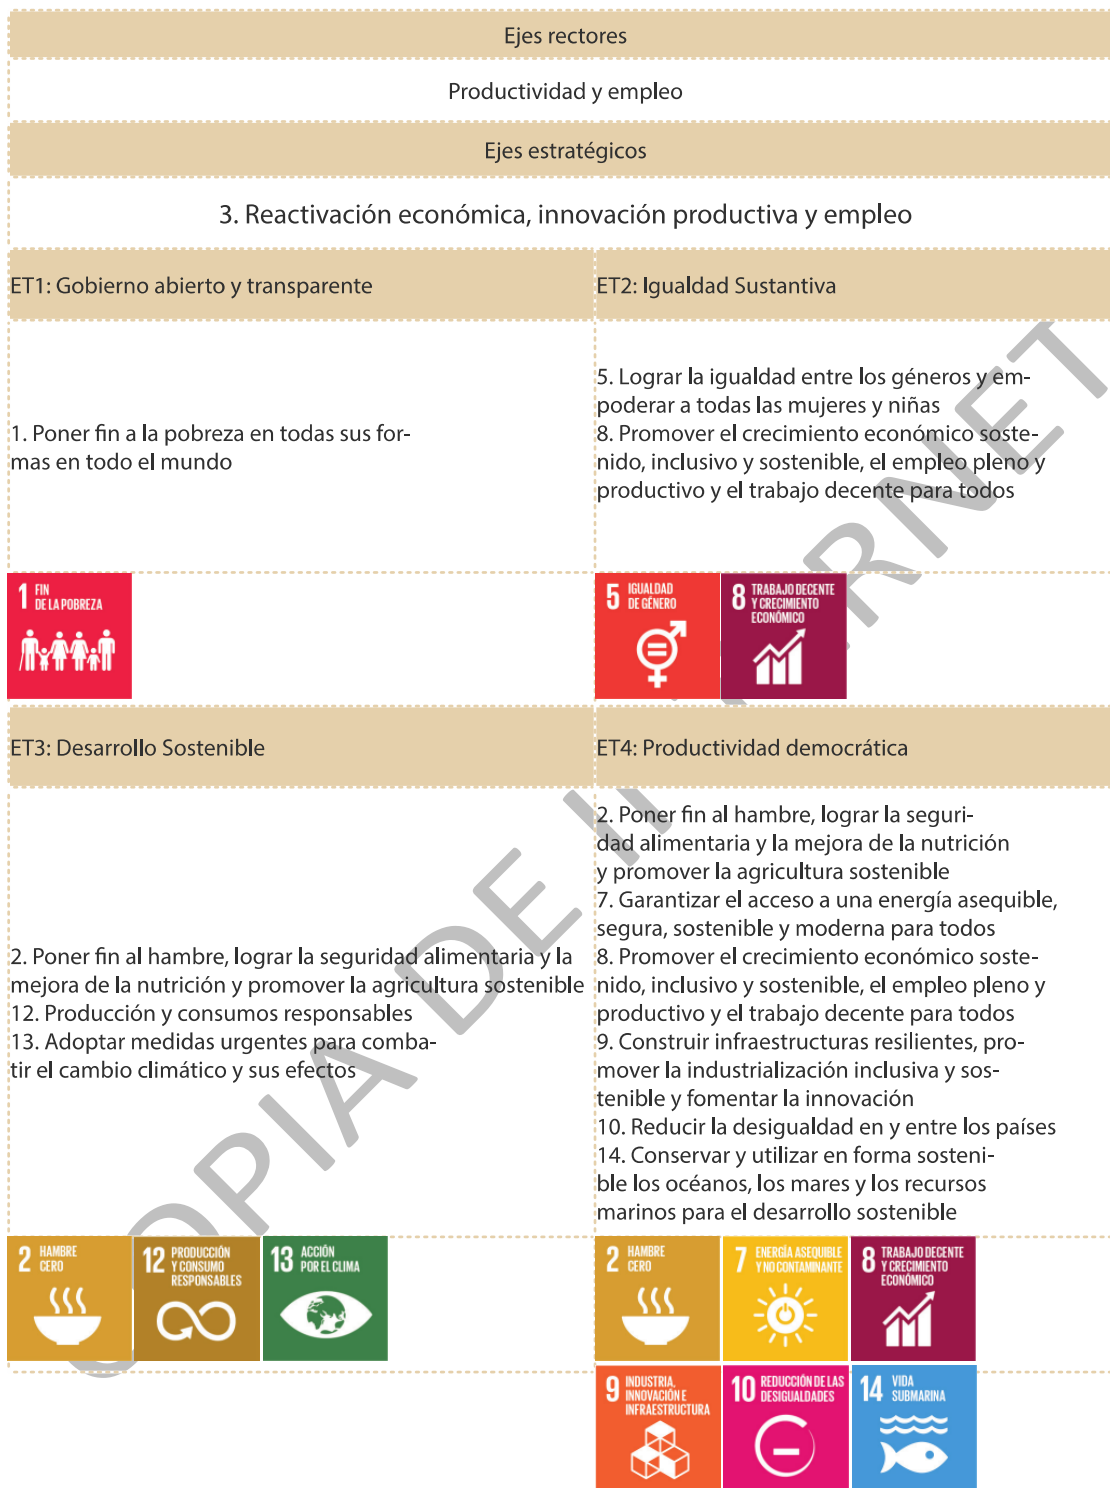 Ejes rectores
Productividad y empleo
Ejes estratégicos
3. Reactivación económica, innovación productiva y empleo
ET1: Gobierno abierto y transparente
ET2: Igualdad Sustantiva
1. Poner fin a la pobreza en todas sus for-
mas en todo el mundo
5. Lograr la igualdad entre los géneros y em-
poderar a todas las mujeres y niñas
8. Promover el crecimiento económico soste-
nido, inclusivo y sostenible, el empleo pleno y
productivo y el trabajo decente para todos
1 FIN
DE LA POBREZA
5 IGUALDAD
DE GÉNERO
8 TRABAJO DECENTE
Y CRECIMIENTO
ECONÓMICO
ET3: Desarrollo Sostenible
ET4: Productividad democrática
2. Poner fin al hambre, lograr la seguridad alimentaria y la
mejora de la nutrición y promover la agricultura sostenible
12. Producción y consumos responsables
13. Adoptar medidas urgentes para comba-
tir el cambio climático y sus efectos
2. Poner fin al hambre, lograr la seguri-
dad alimentaria y la mejora de la nutrición
y promover la agricultura sostenible
7. Garantizar el acceso a una energía asequible,
segura, sostenible y moderna para todos
8. Promover el crecimiento económico soste-
nido, inclusivo y sostenible, el empleo pleno y
productivo y el trabajo decente para todos
9. Construir infraestructuras resilientes, pro-
mover la industrialización inclusiva y sos-
tenible y fomentar la innovación
10. Reducir la desigualdad en y entre los países
14. Conservar y utilizar en forma sosteni-
ble los océanos, los mares y los recursos
marinos para el desarrollo sostenible
2 HAMBRE
CERO
12 PRODUCCIÓN
Y CONSUMO
RESPONSABLES
13 ACCIÓN
POR EL CLIMA
2 HAMBRE
CERO
7 ENERGÍA ASEQUIBLE
Y NO CONTAMINANTE
8 TRABAJO DECENTE
Y CRECIMIENTO
ECONÓMICO
9 INDUSTRIA,
INNOVACIÓN E
INFRAESTRUCTURA
10 REDUCCIÓN DE LAS
DESIGUALDADES
14 VIDA
SUBMARINA